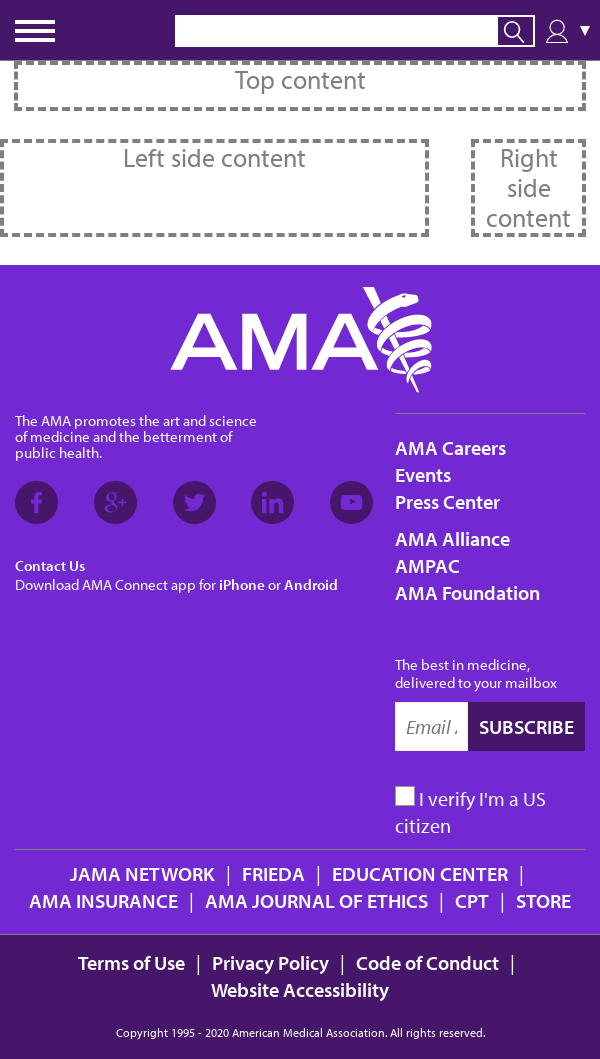 Top content
Left side content
Right
side
content
AMA
The AMA promotes the art and science
of medicine and the betterment of
public health.
Contact Us
Download AMA Connect app for iPhone or Android
AMA Careers
Events
Press Center
AMA Alliance
AMPAC
AMA Foundation
The best in medicine,
delivered to your mailbox
Email
SUBSCRIBE
I verify I'm a US
citizen
JAMA NETWORK | FRIEDA | EDUCATION CENTER |
AMA INSURANCE | AMA JOURNAL OF ETHICS | CPT | STORE
Terms of Use | Privacy Policy | Code of Conduct |
Website Accessibility
Copyright 1995 - 2020 American Medical Association. All rights reserved.